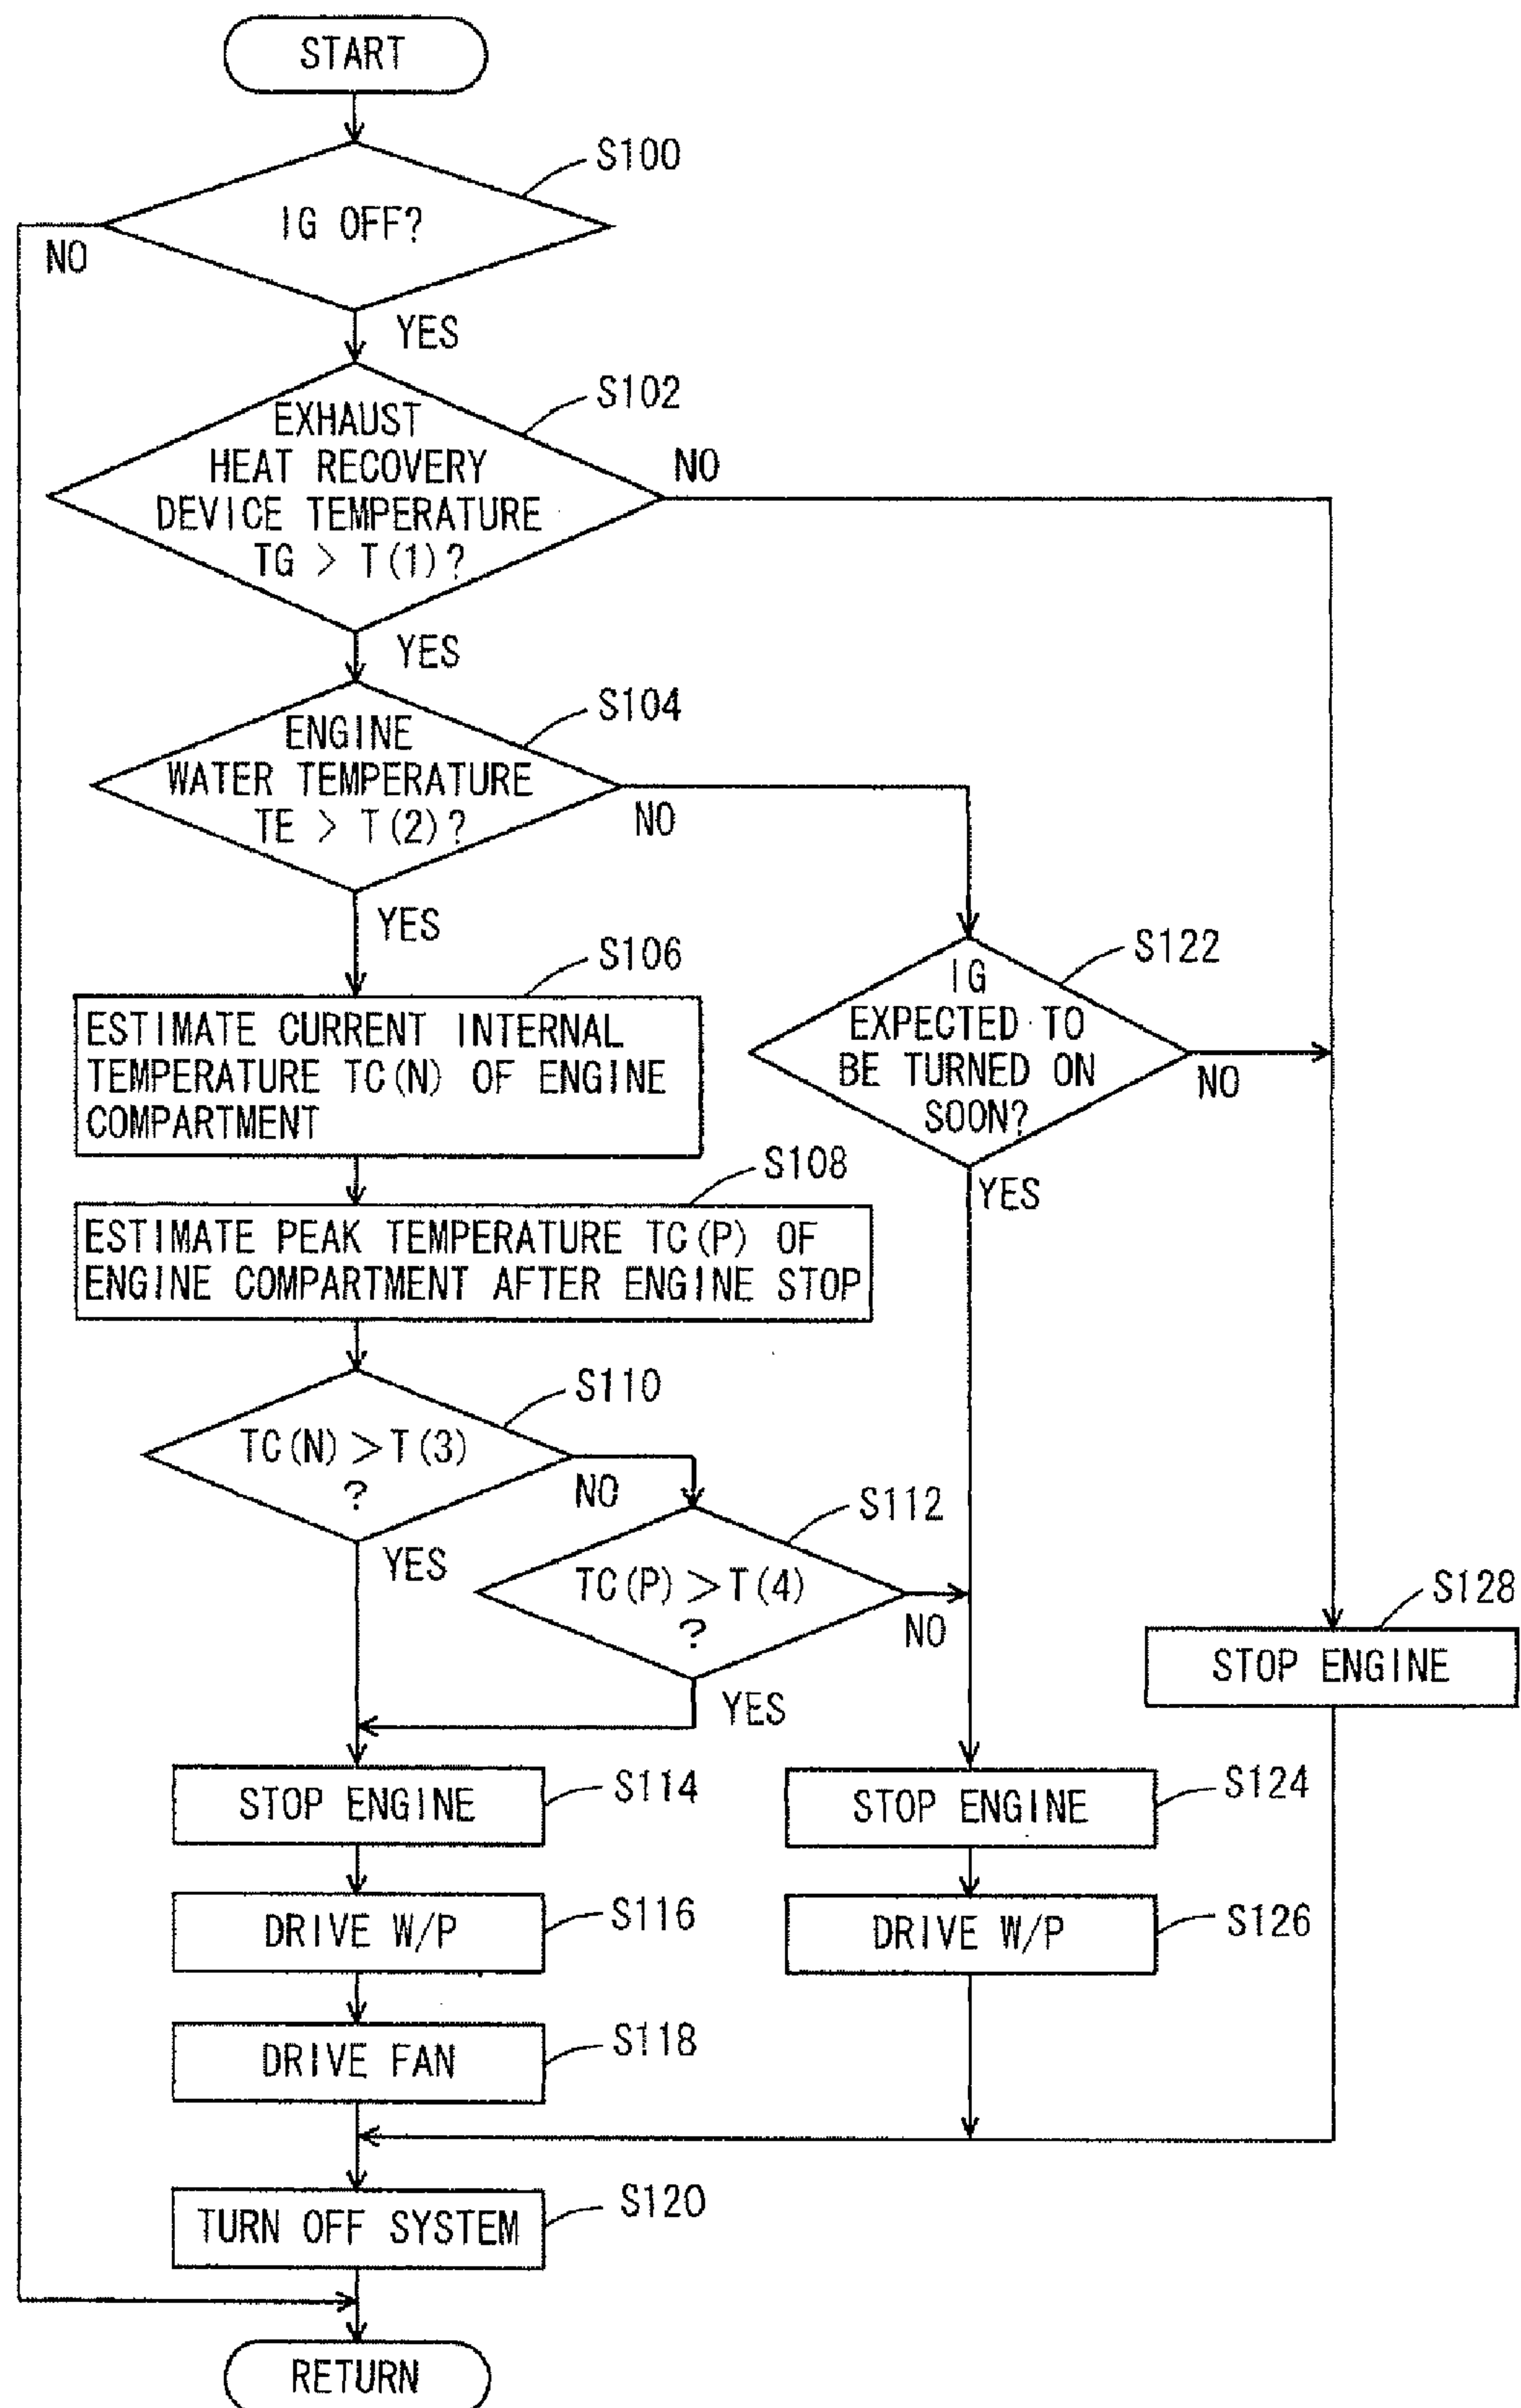 START
S100
IG OFF?
NO
YES
S102
EXHAUST
HEAT RECOVERY
DEVICE TEMPERATURE
TG > T(1)?
NO
YES
S104
ENGINE
WATER TEMPERATURE
TE > T(2)?
NO
YES
S106
ESTIMATE CURRENT INTERNAL
TEMPERATURE TC(N) OF ENGINE
COMPARTMENT
S122
IG
EXPECTED TO
BE TURNED ON
SOON?
NO
YES
S108
ESTIMATE PEAK TEMPERATURE TC(P) OF
ENGINE COMPARTMENT AFTER ENGINE STOP
S110
TC(N) > T(3)
?
NO
YES
S112
TC(P) > T(4)
?
NO
YES
S128
STOP ENGINE
S114
STOP ENGINE
S124
STOP ENGINE
S116
DRIVE W/P
S126
DRIVE W/P
S118
DRIVE FAN
S120
TURN OFF SYSTEM
RETURN